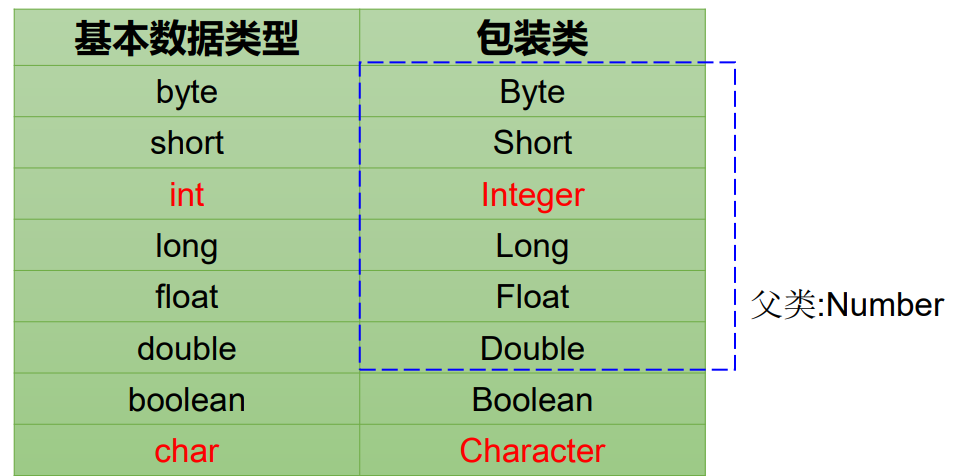 基本数据类型 包装类
byte Byte
short Short
int Integer
long Long
float Float
double Double
boolean Boolean
char Character
父类:Number